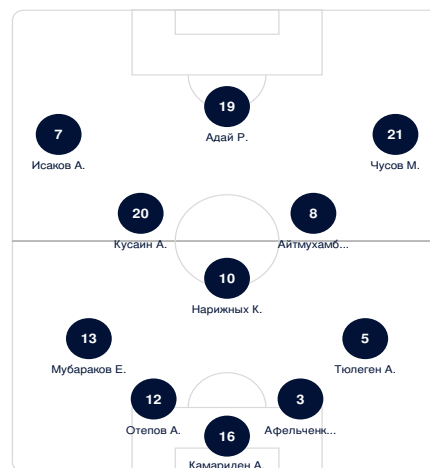 19
Адай Р.
7
Исаков А.
21
Чусов М.
20
Кусаин А.
8
Айтмухамб...
10
Нарижных К.
13
Мубараков Е.
5
Тюлеген А.
12
Отепов А.
3
Афельченк...
16
Камариден А.